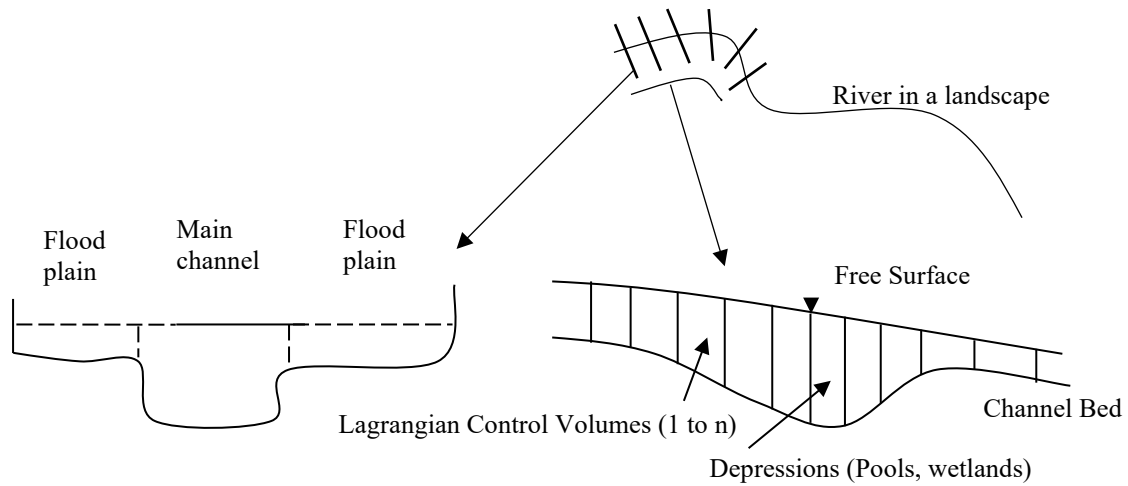 River in a landscape
Flood
plain
Main
channel
Flood
plain
Free Surface
Lagrangian Control Volumes (1 to n)
Channel Bed
Depressions (Pools, wetlands)